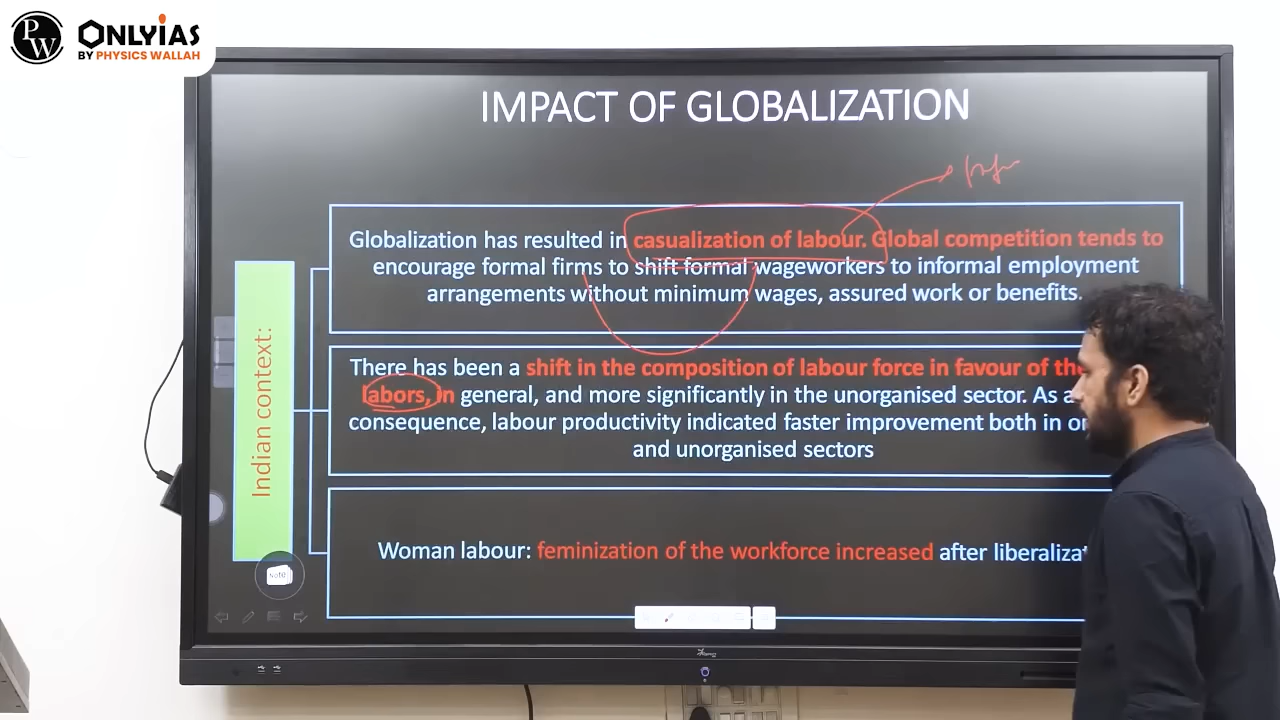 PW
ONLYIAS
BY PHYSICS WALLAH
IMPACT OF GLOBALIZATION
Globalization has resulted in casualization of labour. Global competition tends to
encourage formal firms to shift formal wageworkers to informal employment
arrangements without minimum wages, assured work or benefits.
Indian context:
There has been a shift in the composition of labour force in favour of the
labors, in general, and more significantly in the unorganised sector. As a
consequence, labour productivity indicated faster improvement both in or
and unorganised sectors
Woman labour: feminization of the workforce increased after liberalizat